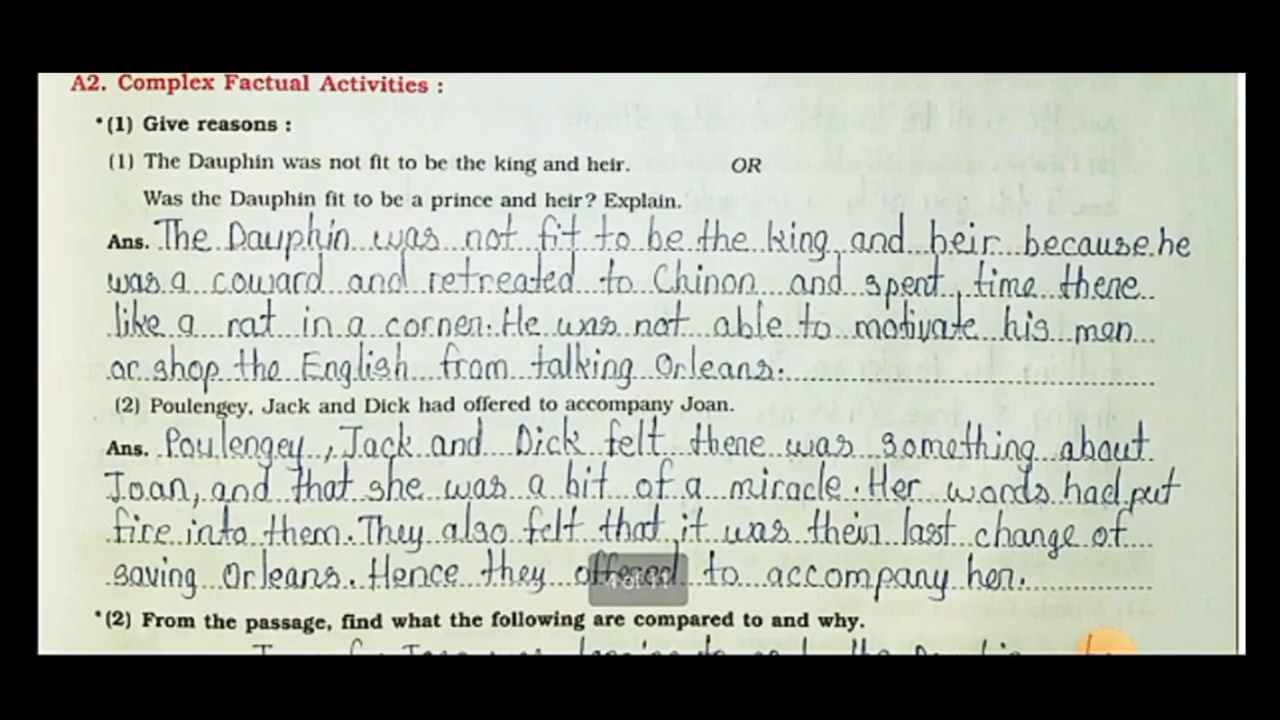 A2. Complex Factual Activities :
*(1) Give reasons :
(1) The Dauphin was not fit to be the king and heir. OR
Was the Dauphin fit to be a prince and heir? Explain.
Ans. The Dauphin was not fit to be the king and heir because he
was a coward and retreated to Chinon and spent time there
like a rat in a corner. He was not able to motivate his men
or shop the English from talking Orleans.
(2) Poulengey, Jack and Dick had offered to accompany Joan.
Ans. Poulengey, Jack and Dick felt there was something about
Joan, and that she was a bit of a miracle. Her words had put
fire into them. They also felt that it was their last change of
saving Orleans. Hence they offered to accompany her.
*(2) From the passage, find what the following are compared to and why.